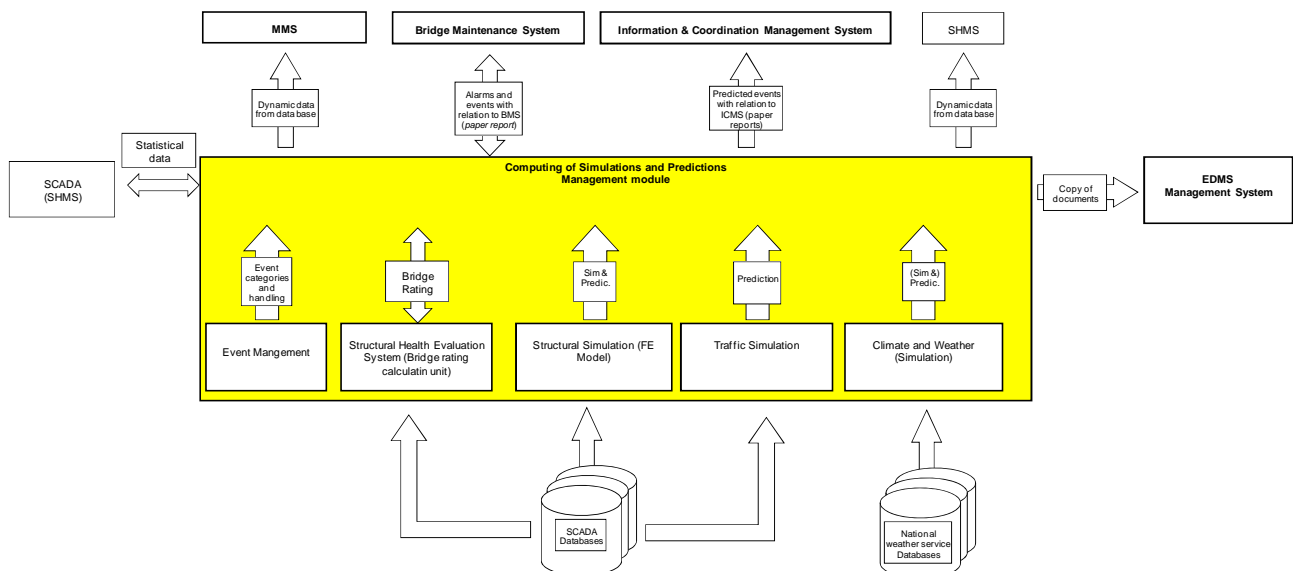 MMS
Bridge Maintenance System
Information & Coordination Management System
SHMS
Dynamic data
from data base
Alarms and
events with
relation to BMS
(paper report)
Predicted events
with relation to
ICMS (paper
reports)
Dynamic data
from data base
Statistical
data
SCADA
(SHMS)
Computing of Simulations and Predictions
Management module
Copy of
documents
EDMS
Management System
Event
categories
and
handling
Bridge
Rating
Sim &
Predic.
Prediction
(Sim &)
Predic.
Event Mangement
Structural Health Evaluation
System (Bridge rating
calculatin unit)
Structural Simulation (FE
Model)
Traffic Simulation
Climate and Weather
(Simulation)
SCADA
Databases
National
weather service
Databases